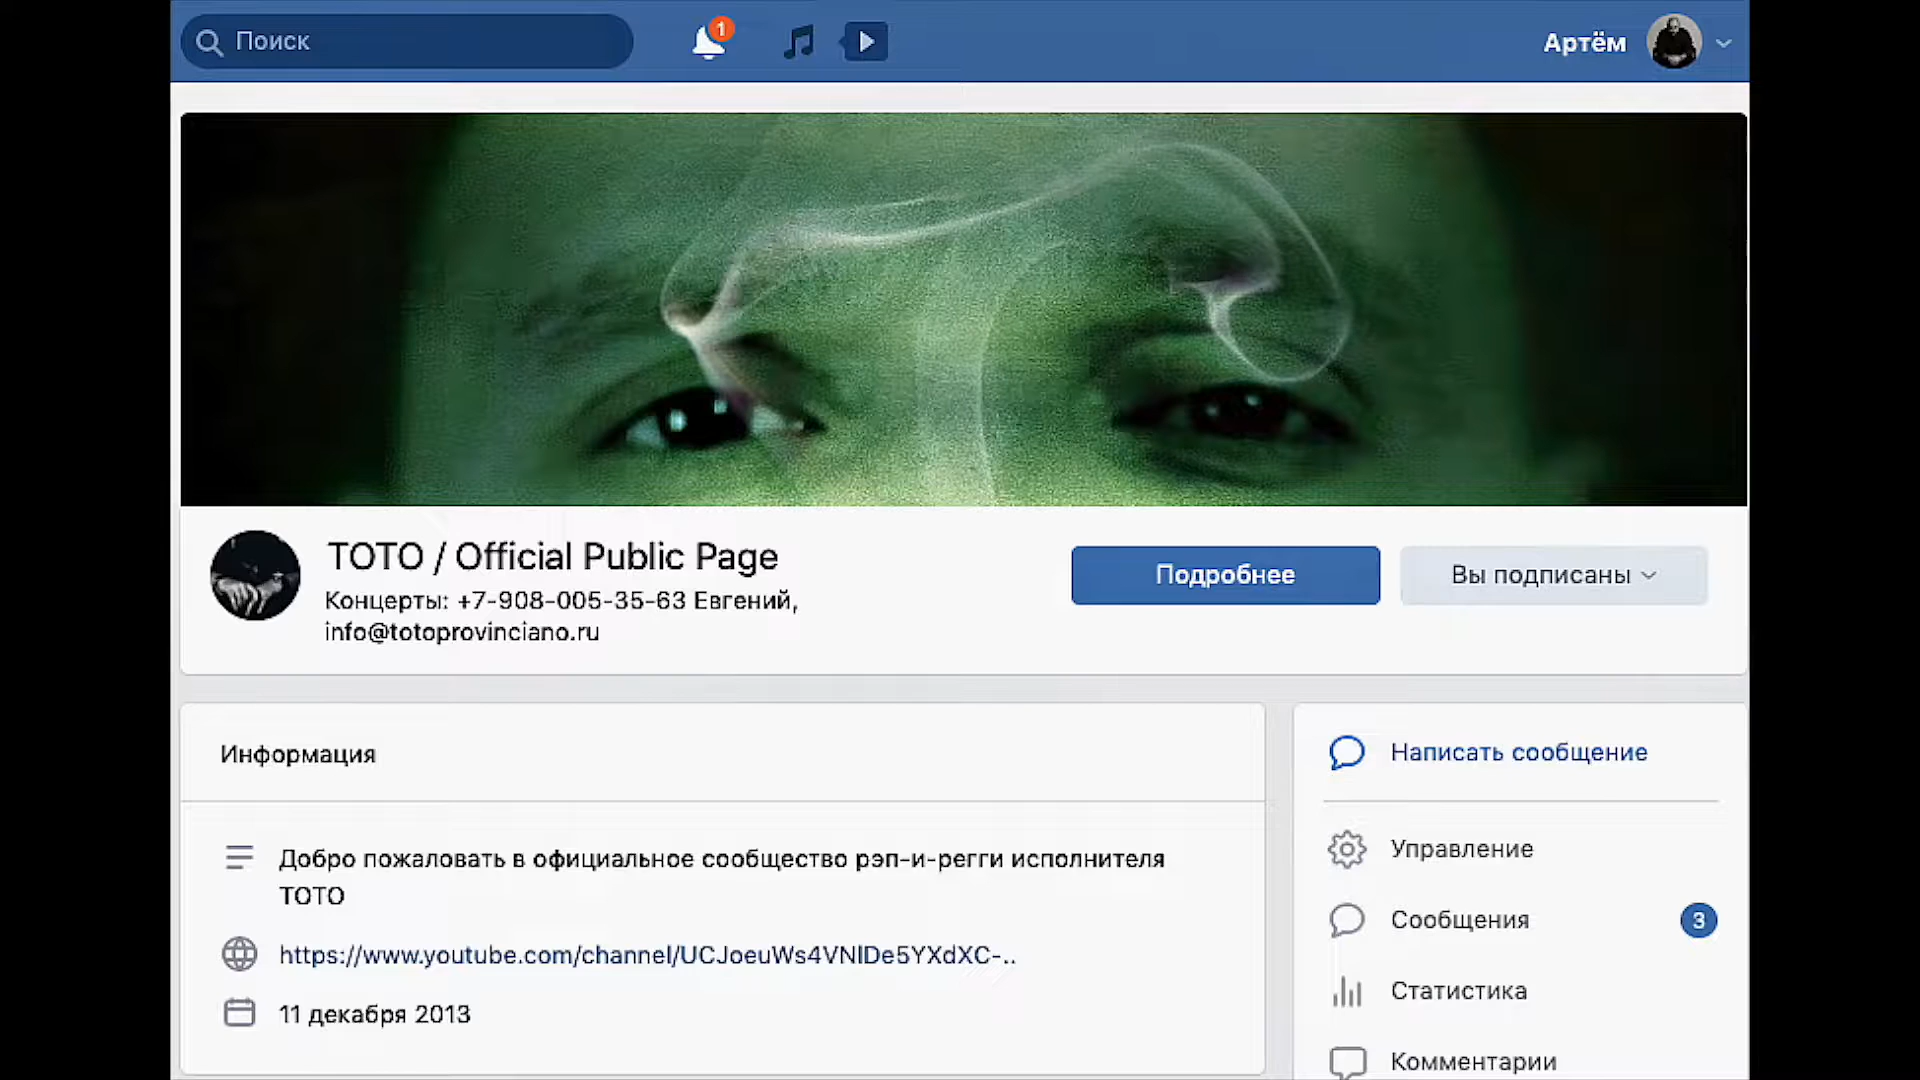 Поиск
1
Артём
TOTO / Official Public Page
Концерты: +7-908-005-35-63 Евгений,
info@totoprovinciano.ru
Подробнее
Вы подписаны
Информация
Добро пожаловать в официальное сообщество рэп-и-регги исполнителя
ТОТО
https://www.youtube.com/channel/UCJoeuWs4VNlDe5YXdXC-..
11 декабря 2013
Написать сообщение
Управление
Сообщения
3
Статистика
Комментарии